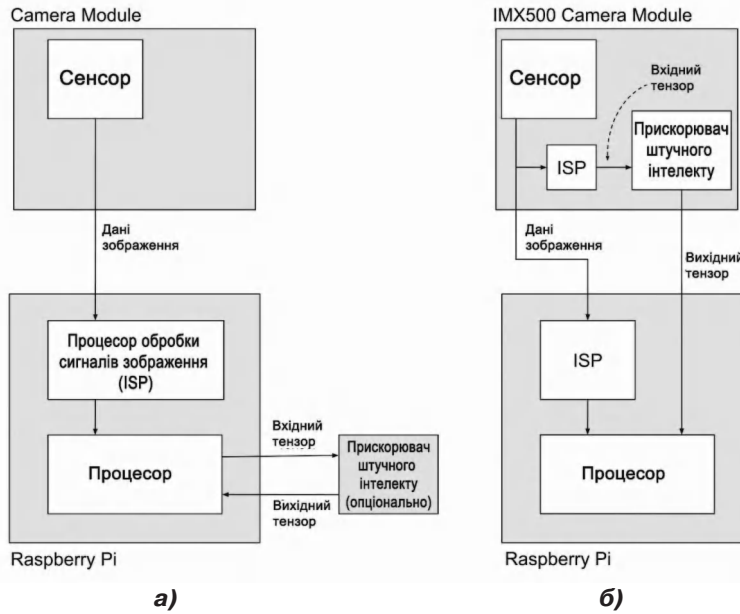 Camera Module
Сенсор
Дані
зображення
Процесор обробки
сигналів зображення
(ISP)
Процесор
Вхідний
тензор
Вихідний
тензор
Прискорювач
штучного
інтелекту
(опціонально)
Raspberry Pi
а)
IMX500 Camera Module
Сенсор
Вхідний
тензор
ISP
Прискорювач
штучного
інтелекту
Дані
зображення
Вихідний
тензор
ISP
Процесор
Raspberry Pi
б)